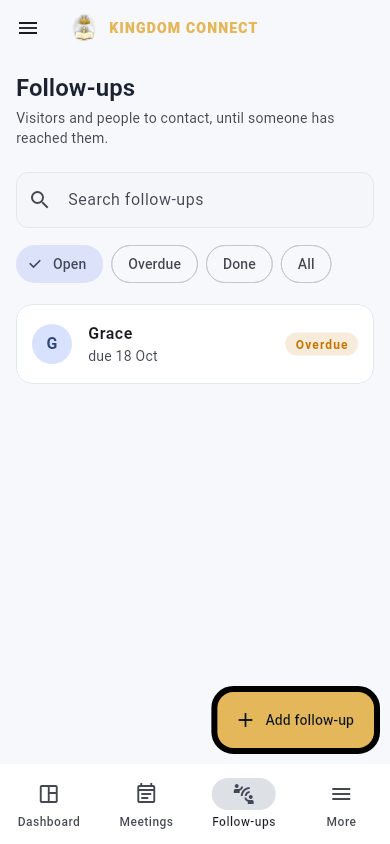 KINGDOM CONNECT
Follow-ups
Visitors and people to contact, until someone has
reached them.
Search follow-ups
Open
Overdue
Done
All
G
Grace
due 18 Oct
Overdue
Add follow-up
Dashboard
Meetings
Follow-ups
More